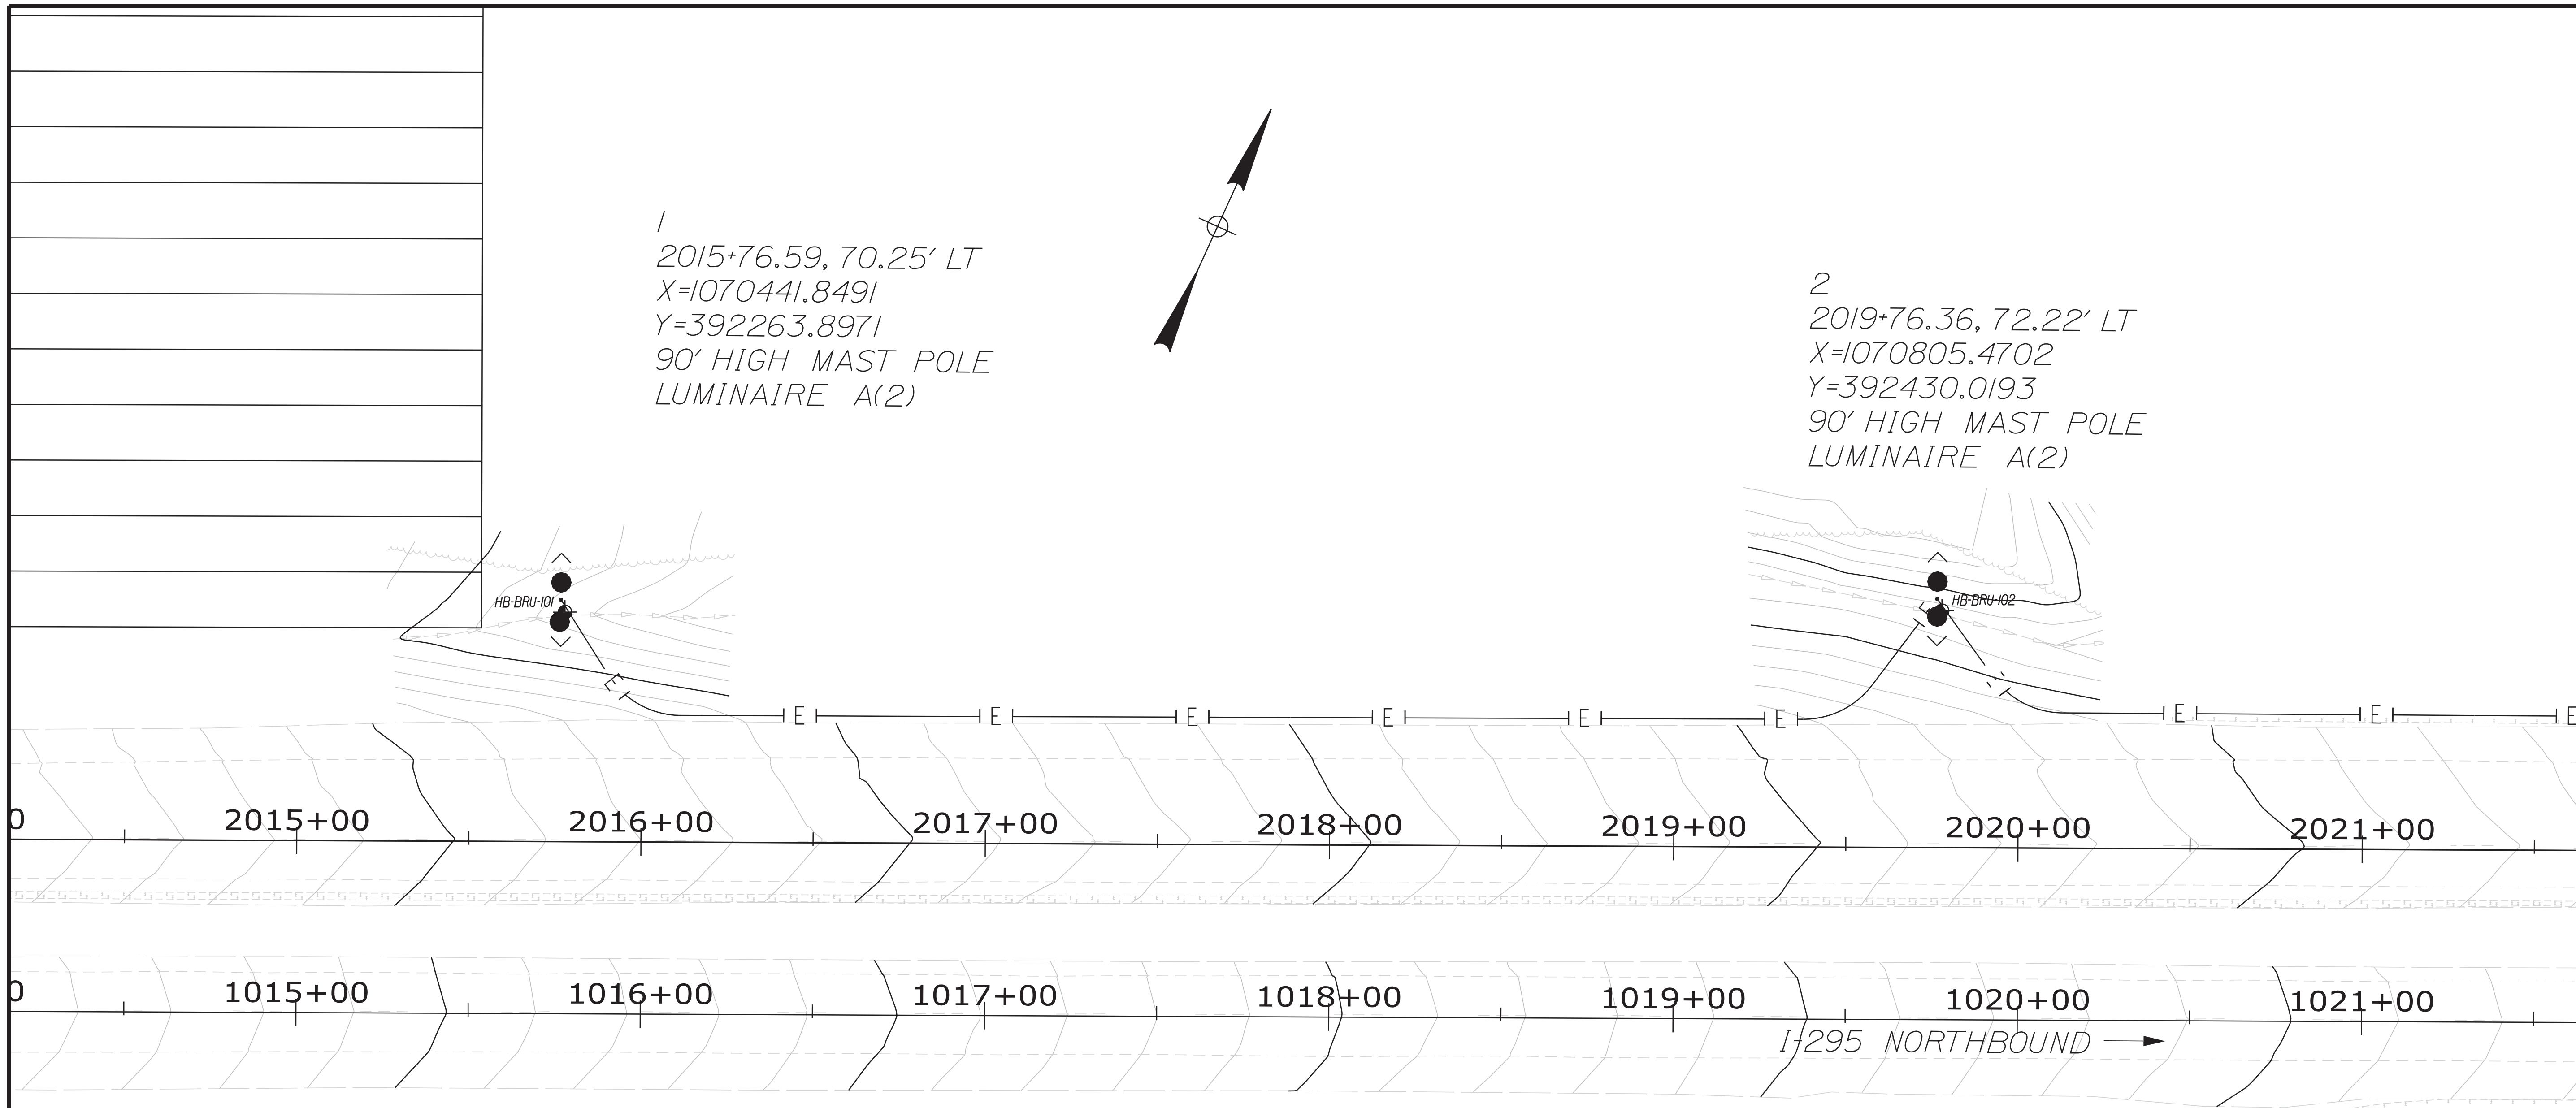 1
2015+76.59, 70.25' LT
X=1070441.8491
Y=392263.8971
90' HIGH MAST POLE
LUMINAIRE A(2)
2
2019+76.36, 72.22' LT
X=1070805.4702
Y=392430.0193
90' HIGH MAST POLE
LUMINAIRE A(2)
HB-BRU-101
HB-BRU-102
E
E E E E E E E E E
0 2015+00 2016+00 2017+00 2018+00 2019+00 2020+00 2021+00
0 1015+00 1016+00 1017+00 1018+00 1019+00 1020+00 1021+00
I-295 NORTHBOUND